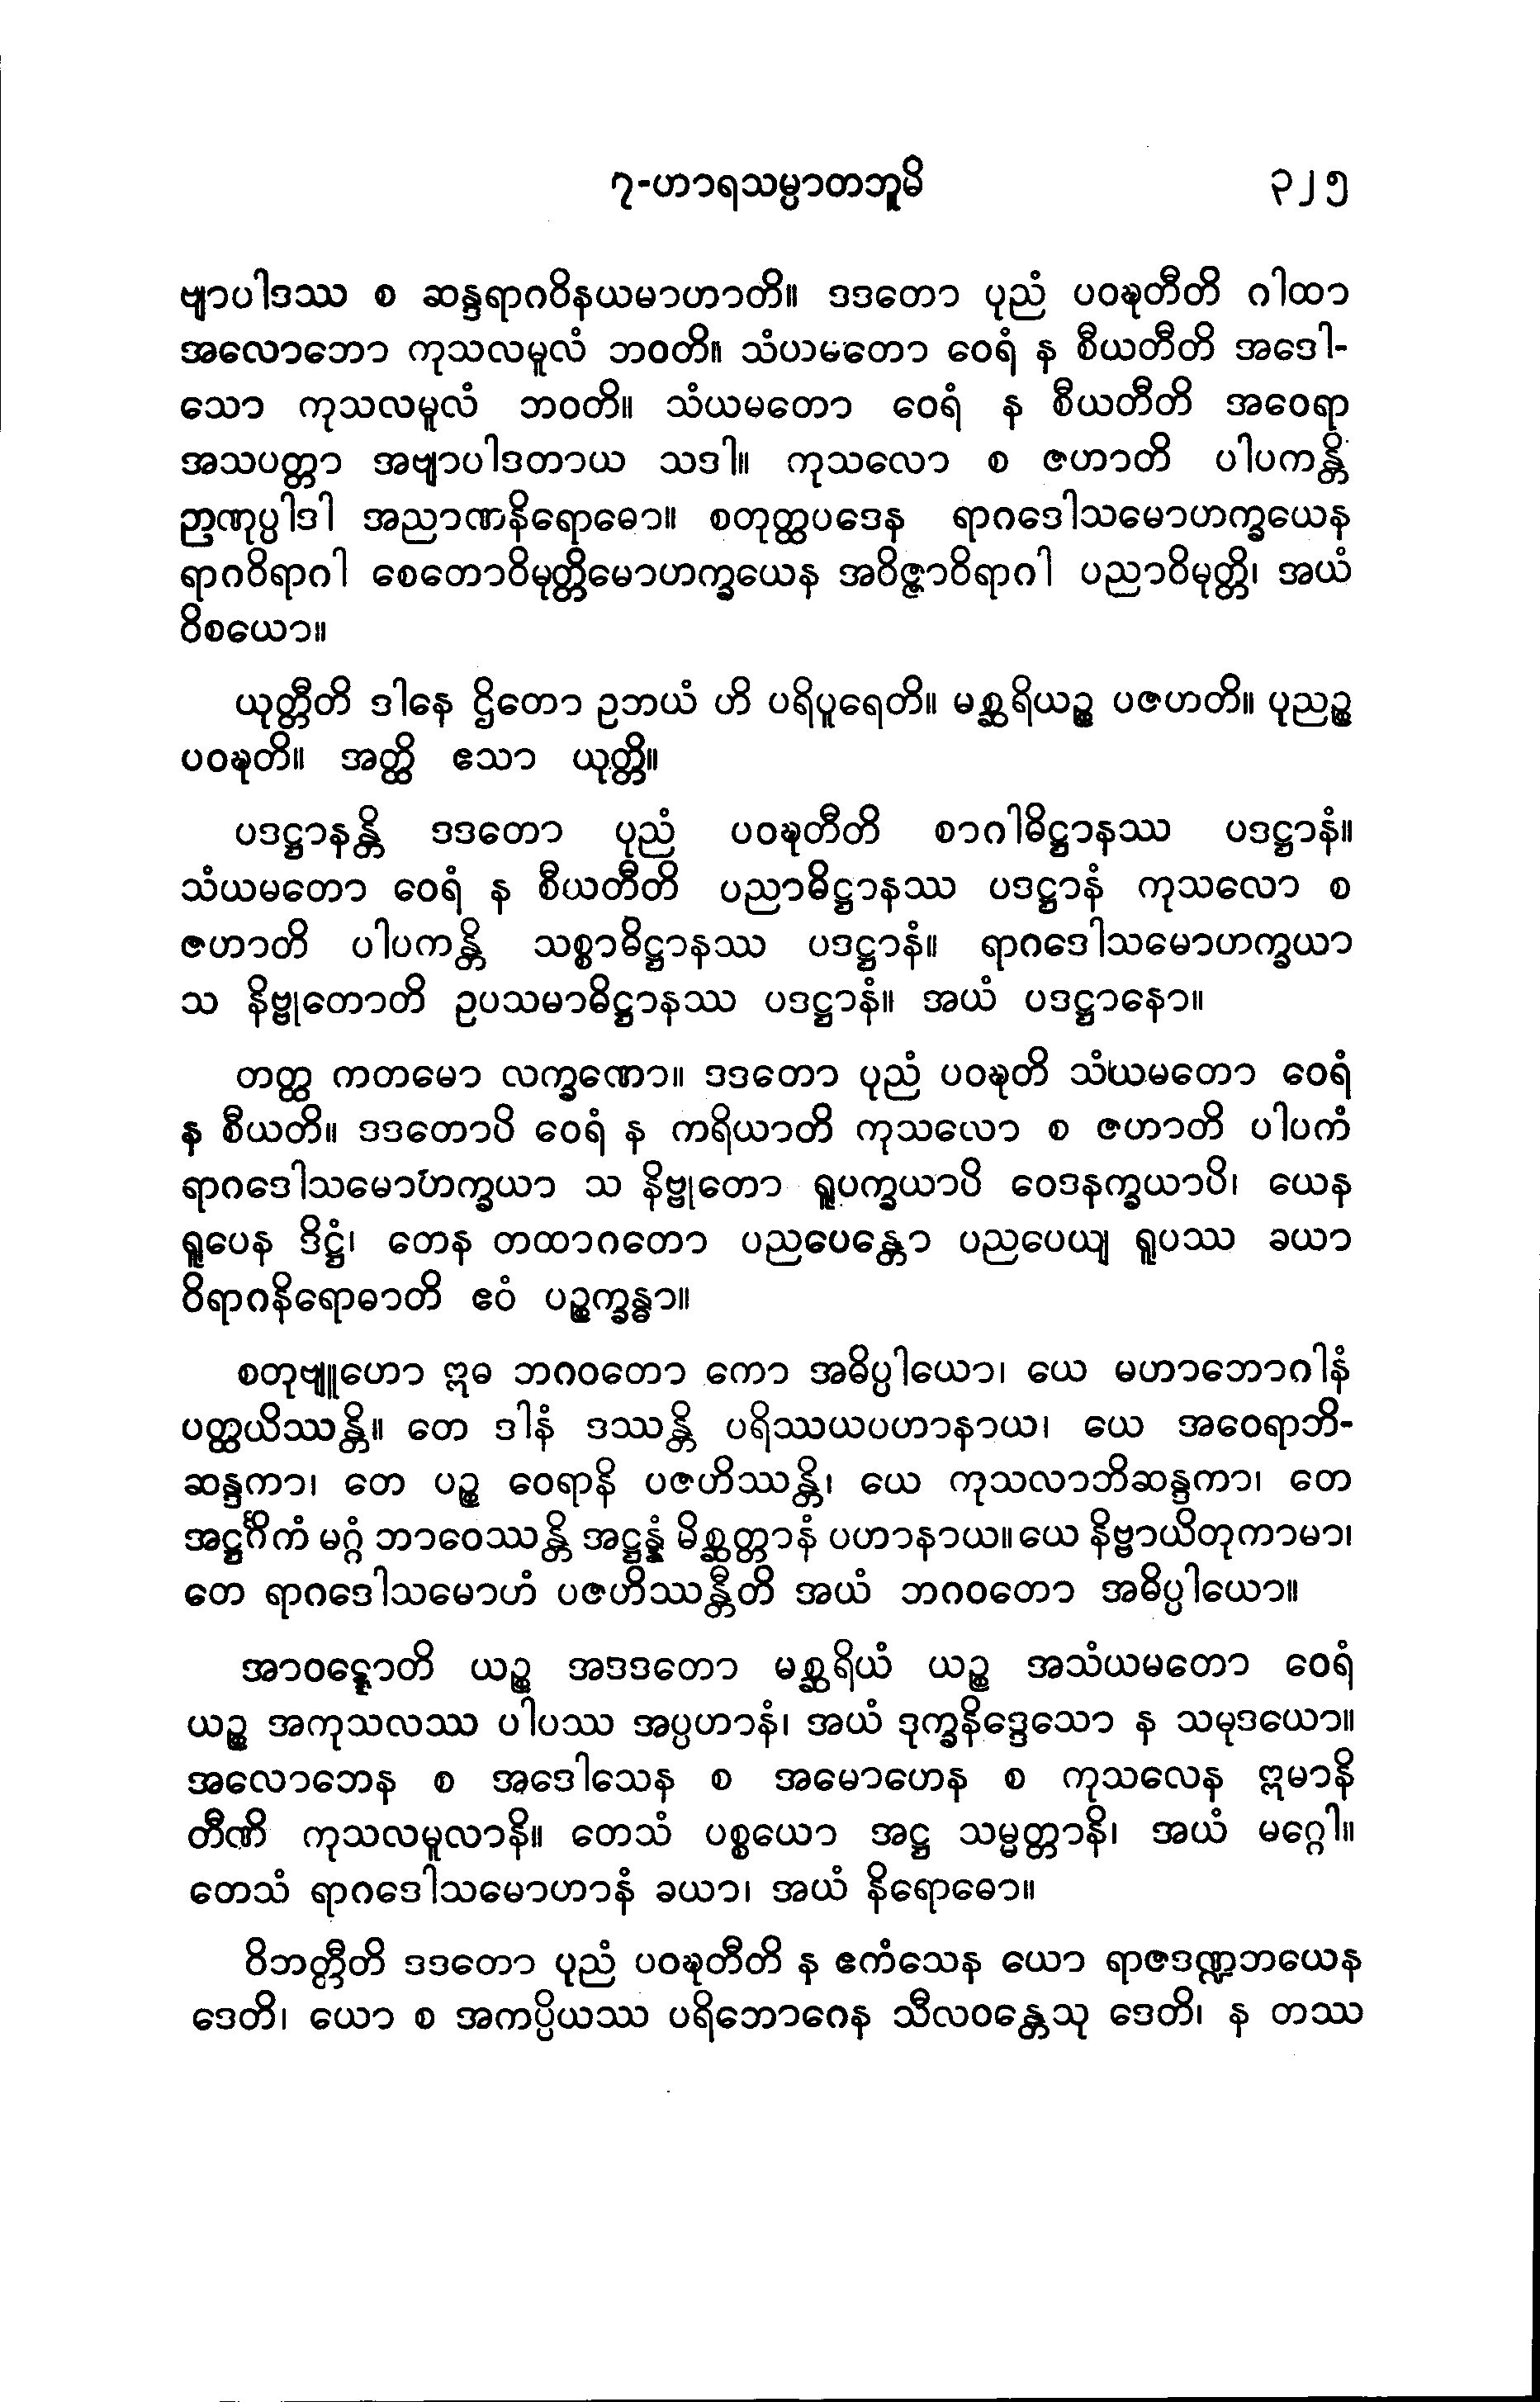 ၇-ဟာရသမ္ပာတဘူမိ ၃၂၅
ဗျာပါဒဿ စ ဆန္ဒရာဂဝိနယမာဟာတိ။ ဒဒတော ပုညံ ပဝဍ္ဎတီတိ ဂါထာ
အလောဘော ကုသလမူလံ ဘဝတိ။ သံယမတော ဝေရံ န စီယတီတိ အဒေါ-
သော ကုသလမူလံ ဘဝတိ။ သံယမတော ဝေရံ န စီယတီတိ အဝေရာ
အသပတ္တာ အဗျာပါဒတာယ သဒါ။ ကုသလော စ ဇဟာတိ ပါပကန္တိ
ဉာဏုပ္ပါဒါ အညာဏနိရောဓော။ စတုတ္ထပဒေန ရာဂဒေါသမောဟက္ခယေန
ရာဂဝိရာဂါ စေတောဝိမုတ္တိမောဟက္ခယေန အဝိဇ္ဇာဝိရာဂါ ပညာဝိမုတ္တိ၊ အယံ
ဝိစယော။
ယုတ္တီတိ ဒါနေ ဌိတော ဥဘယံ ဟိ ပရိပူရေတိ။ မစ္ဆရိယဉ္စ ပဇဟတိ။ ပုညဉ္စ
ပဝဍ္ဎတိ။ အတ္ထိ ဧသာ ယုတ္တိ။
ပဒဋ္ဌာနန္တိ ဒဒတော ပုညံ ပဝဍ္ဎတီတိ စာဂါဓိဋ္ဌာနဿ ပဒဋ္ဌာနံ။
သံယမတော ဝေရံ န စီယတီတိ ပညာဓိဋ္ဌာနဿ ပဒဋ္ဌာနံ ကုသလော စ
ဇဟာတိ ပါပကန္တိ သစ္စာဓိဋ္ဌာနဿ ပဒဋ္ဌာနံ။ ရာဂဒေါသမောဟက္ခယာ
သ နိဗ္ဗုတောတိ ဥပသမာဓိဋ္ဌာနဿ ပဒဋ္ဌာနံ။ အယံ ပဒဋ္ဌာနော။
တတ္ထ ကတမော လက္ခဏော။ ဒဒတော ပုညံ ပဝဍ္ဎတိ သံယမတော ဝေရံ
န စီယတိ။ ဒဒတောပိ ဝေရံ န ကရိယာတိ ကုသလော စ ဇဟာတိ ပါပကံ
ရာဂဒေါသမောဟက္ခယာ သ နိဗ္ဗုတော ရူပက္ခယာပိ ဝေဒနက္ခယာပိ၊ ယေန
ရူပေန ဒိဋ္ဌံ၊ တေန တထာဂတော ပညပေန္တော ပညပေယျ ရူပဿ ခယာ
ဝိရာဂနိရောဓာတိ ဧဝံ ပဉ္စက္ခန္ဓာ။
စတုဗျူဟော ဣဓ ဘဂဝတော ကော အဓိပ္ပါယော၊ ယေ မဟာဘောဂါနံ
ပတ္ထယိဿန္တိ။ တေ ဒါနံ ဒဿန္တိ ပရိဿယပဟာနာယ၊ ယေ အဝေရာဘိ-
ဆန္ဒကာ၊ တေ ပဉ္စ ဝေရာနိ ပဇဟိဿန္တိ၊ ယေ ကုသလာဘိဆန္ဒကာ၊ တေ
အဋ္ဌင်္ဂိကံ မဂ္ဂံ ဘာဝေဿန္တိ အဋ္ဌန္နံ မိစ္ဆတ္တာနံ ပဟာနာယ။ ယေ နိဗ္ဗာယိတုကာမာ၊
တေ ရာဂဒေါသမောဟံ ပဇဟိဿန္တီတိ အယံ ဘဂဝတော အဓိပ္ပါယော။
အာဝဋ္ဋောတိ ယဉ္စ အဒဒတော မစ္ဆရိယံ ယဉ္စ အသံယမတော ဝေရံ
ယဉ္စ အကုသလဿ ပါပဿ အပ္ပဟာနံ၊ အယံ ဒုက္ခနိဒ္ဒေသော န သမုဒယော။
အလောဘေန စ အဒေါသေန စ အမောဟေန စ ကုသလေန ဣမာနိ
တီဏိ ကုသလမူလာနိ။ တေသံ ပစ္စယော အဋ္ဌ သမ္မတ္တာနိ၊ အယံ မဂ္ဂေါ။
တေသံ ရာဂဒေါသမောဟာနံ ခယာ၊ အယံ နိရောဓော။
ဝိဘတ္တီတိ ဒဒတော ပုညံ ပဝဍ္ဎတီတိ န ဧကံသေန ယော ရာဇဒဏ္ဍဘယေန
ဒေတိ၊ ယော စ အကပ္ပိယဿ ပရိဘောဂေန သီလဝန္တေသု ဒေတိ၊ န တဿ